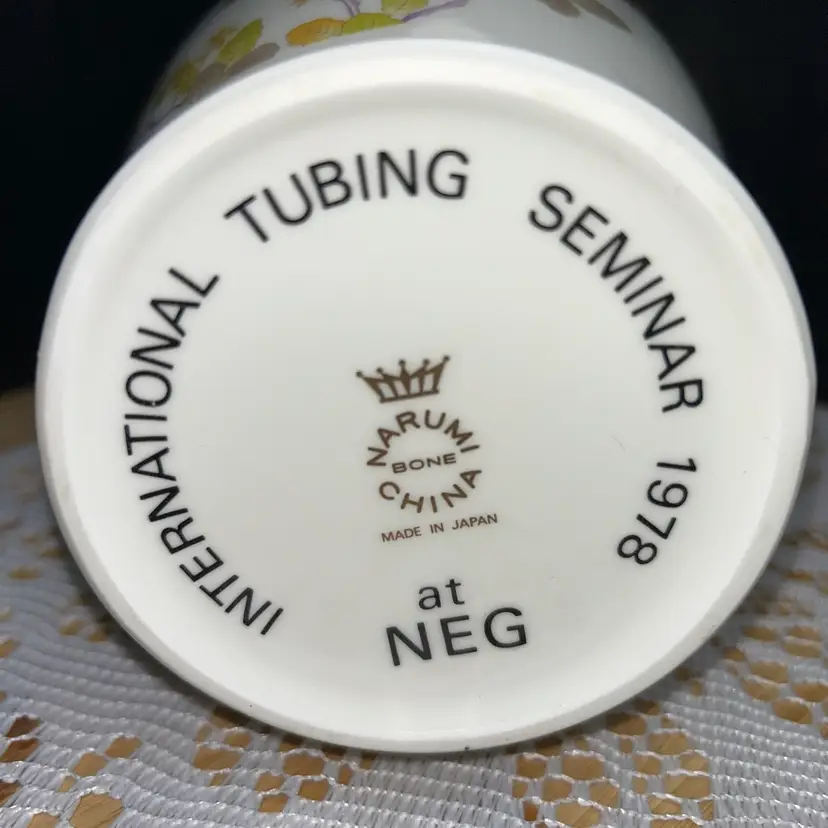 INTERNATIONAL TUBING SEMINAR 1978
at
NEG
NARUMI
BONE
CHINA
MADE IN JAPAN